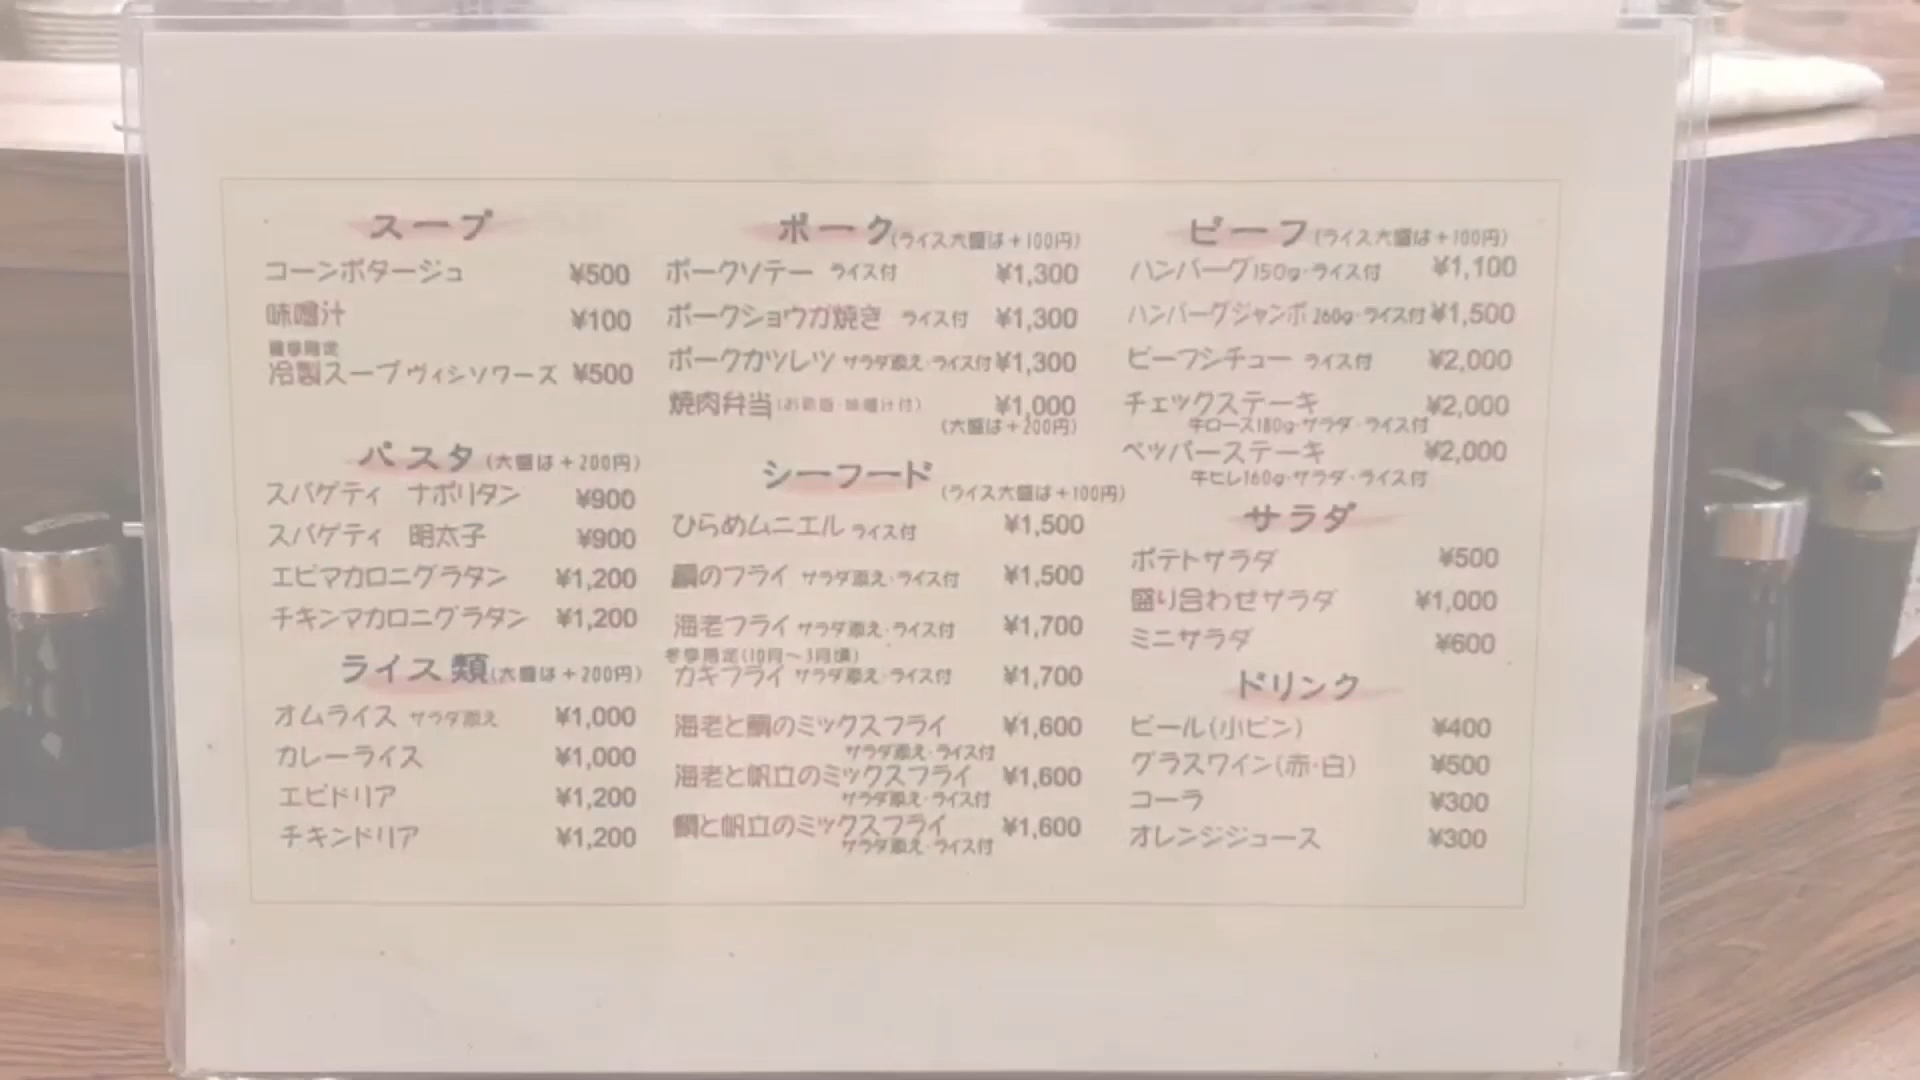 スープ
コーンポタージュ ¥500
味噌汁 ¥100
夏季限定
冷製スープ ヴィシソワーズ ¥500
パスタ (大盛は+200円)
スパゲティ ナポリタン ¥900
スパゲティ 明太子 ¥900
エビマカロニグラタン ¥1,200
チキンマカロニグラタン ¥1,200
ライス類 (大盛は+200円)
オムライス サラダ添え ¥1,000
カレーライス ¥1,000
エビドリア ¥1,200
チキンドリア ¥1,200
ポーク (ライス大盛は+100円)
ポークソテー ライス付 ¥1,300
ポークショウガ焼き ライス付 ¥1,300
ポークカツレツ サラダ添え・ライス付 ¥1,300
焼肉弁当 (お新香・味噌汁付) ¥1,000
(大盛は+200円)
シーフード (ライス大盛は+100円)
ひらめムニエル ライス付 ¥1,500
のフライ サラダ添え・ライス付 ¥1,500
海老フライ サラダ添え・ライス付 ¥1,700
冬季限定(10月〜3月頃)
カキフライ サラダ添え・ライス付 ¥1,700
海老と のミックスフライ ¥1,600
サラダ添え・ライス付
海老と帆立のミックスフライ ¥1,600
サラダ添え・ライス付
と帆立のミックスフライ ¥1,600
サラダ添え・ライス付
ビーフ (ライス大盛は+100円)
ハンバーグ 150g・ライス付 ¥1,100
ハンバーグジャンボ 260g・ライス付 ¥1,500
ビーフシチュー ライス付 ¥2,000
チェックステーキ ¥2,000
牛ロース180g・サラダ・ライス付
ペッパーステーキ ¥2,000
牛ヒレ160g・サラダ・ライス付
サラダ
ポテトサラダ ¥500
盛り合わせサラダ ¥1,000
ミニサラダ ¥600
ドリンク
ビール(小ビン) ¥400
グラスワイン(赤・白) ¥500
コーラ ¥300
オレンジジュース ¥300